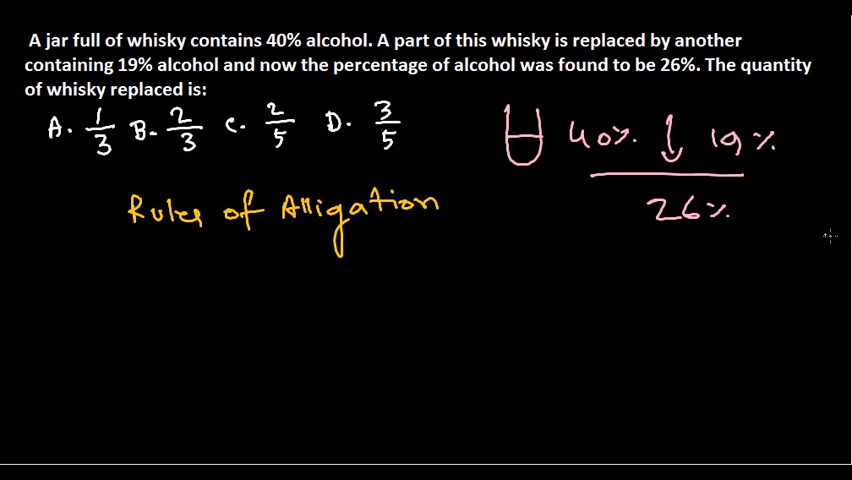 A jar full of whisky contains 40% alcohol. A part of this whisky is replaced by another
containing 19% alcohol and now the percentage of alcohol was found to be 26%. The quantity
of whisky replaced is:
A. 1/3 B. 2/3 C. 2/5 D. 3/5
40% 19%
26%
Rules of Alligation